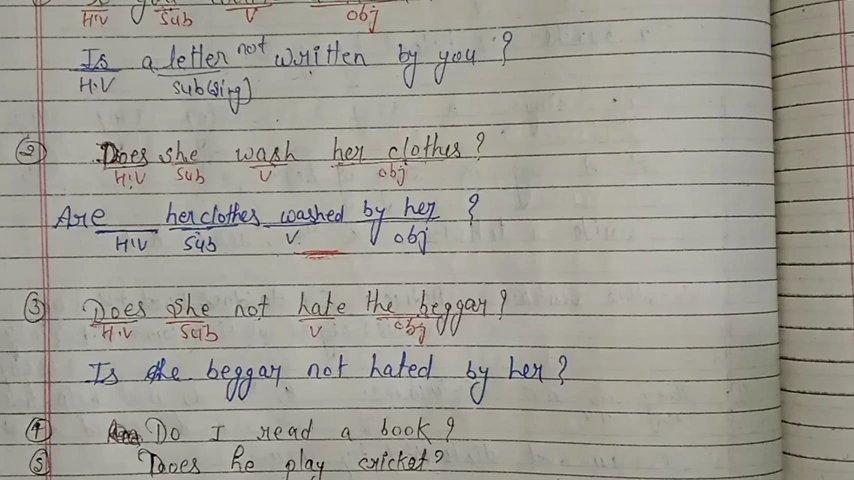 H.V Sub V obj
Is a letter not written by you?
H.V Sub(sing)
② Does she wash her clothes?
H.V Sub V obj
Are her clothes washed by her ?
H.V Sub V. obj
③ Does she not hate the beggar?
H.V Sub V obj
Is the beggar not hated by her?
④ Do I read a book?
⑤ Does he play cricket?